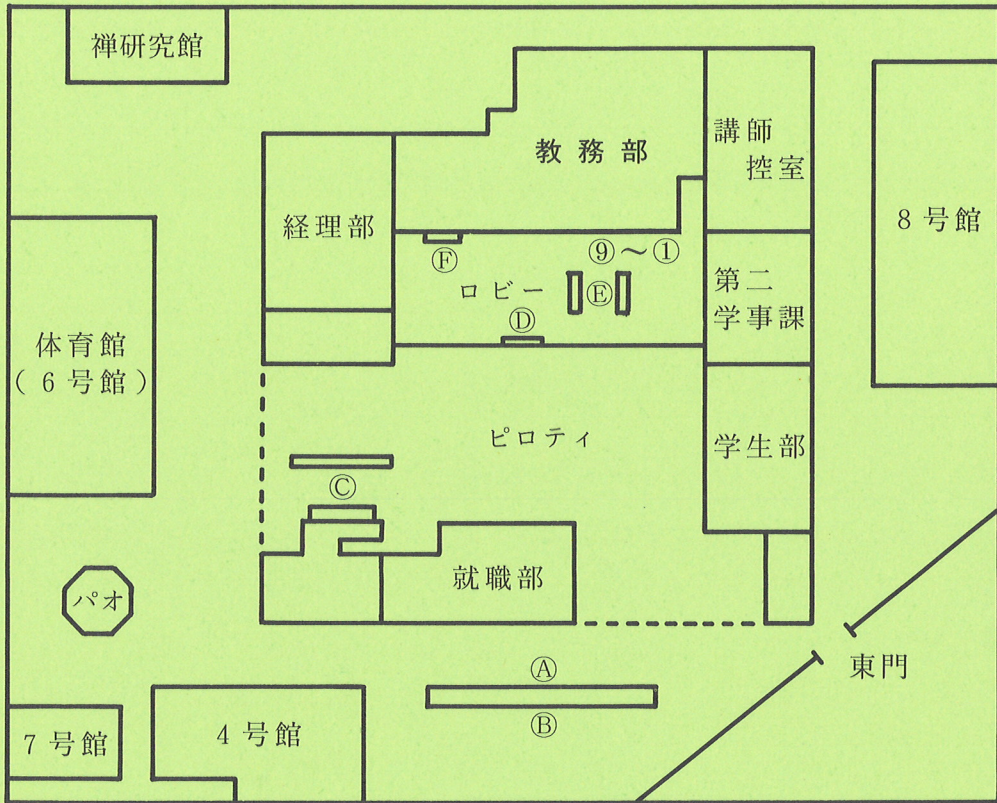 禅研究館
教務部
講師
控室
8号館
経理部
Ⓕ
⑨～①
ロビー
Ⓔ
第二
学事課
Ⓓ
体育館
(6号館)
ピロティ
学生部
Ⓒ
就職部
パオ
東門
Ⓐ
Ⓑ
7号館
4号館